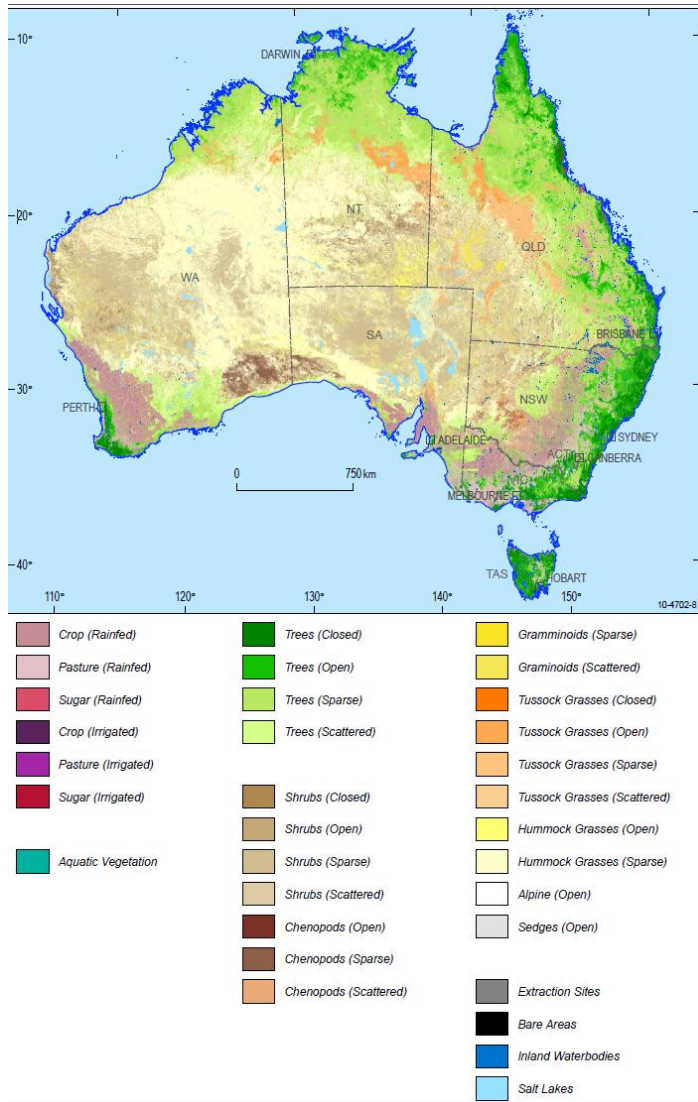 10°
DARWIN
20°
NT
QLD
WA
SA
BRISBANE
30°
NSW
PERTH
ADELAIDE
SYDNEY
ACT
CANBERRA
0 750 km
VIC
MELBOURNE
40°
TAS
HOBART
110° 120° 130° 140° 150°
10-4702-8
Crop (Rainfed)
Pasture (Rainfed)
Sugar (Rainfed)
Crop (Irrigated)
Pasture (Irrigated)
Sugar (Irrigated)
Aquatic Vegetation
Trees (Closed)
Trees (Open)
Trees (Sparse)
Trees (Scattered)
Shrubs (Closed)
Shrubs (Open)
Shrubs (Sparse)
Shrubs (Scattered)
Chenopods (Open)
Chenopods (Sparse)
Chenopods (Scattered)
Gramminoids (Sparse)
Graminoids (Scattered)
Tussock Grasses (Closed)
Tussock Grasses (Open)
Tussock Grasses (Sparse)
Tussock Grasses (Scattered)
Hummock Grasses (Open)
Hummock Grasses (Sparse)
Alpine (Open)
Sedges (Open)
Extraction Sites
Bare Areas
Inland Waterbodies
Salt Lakes